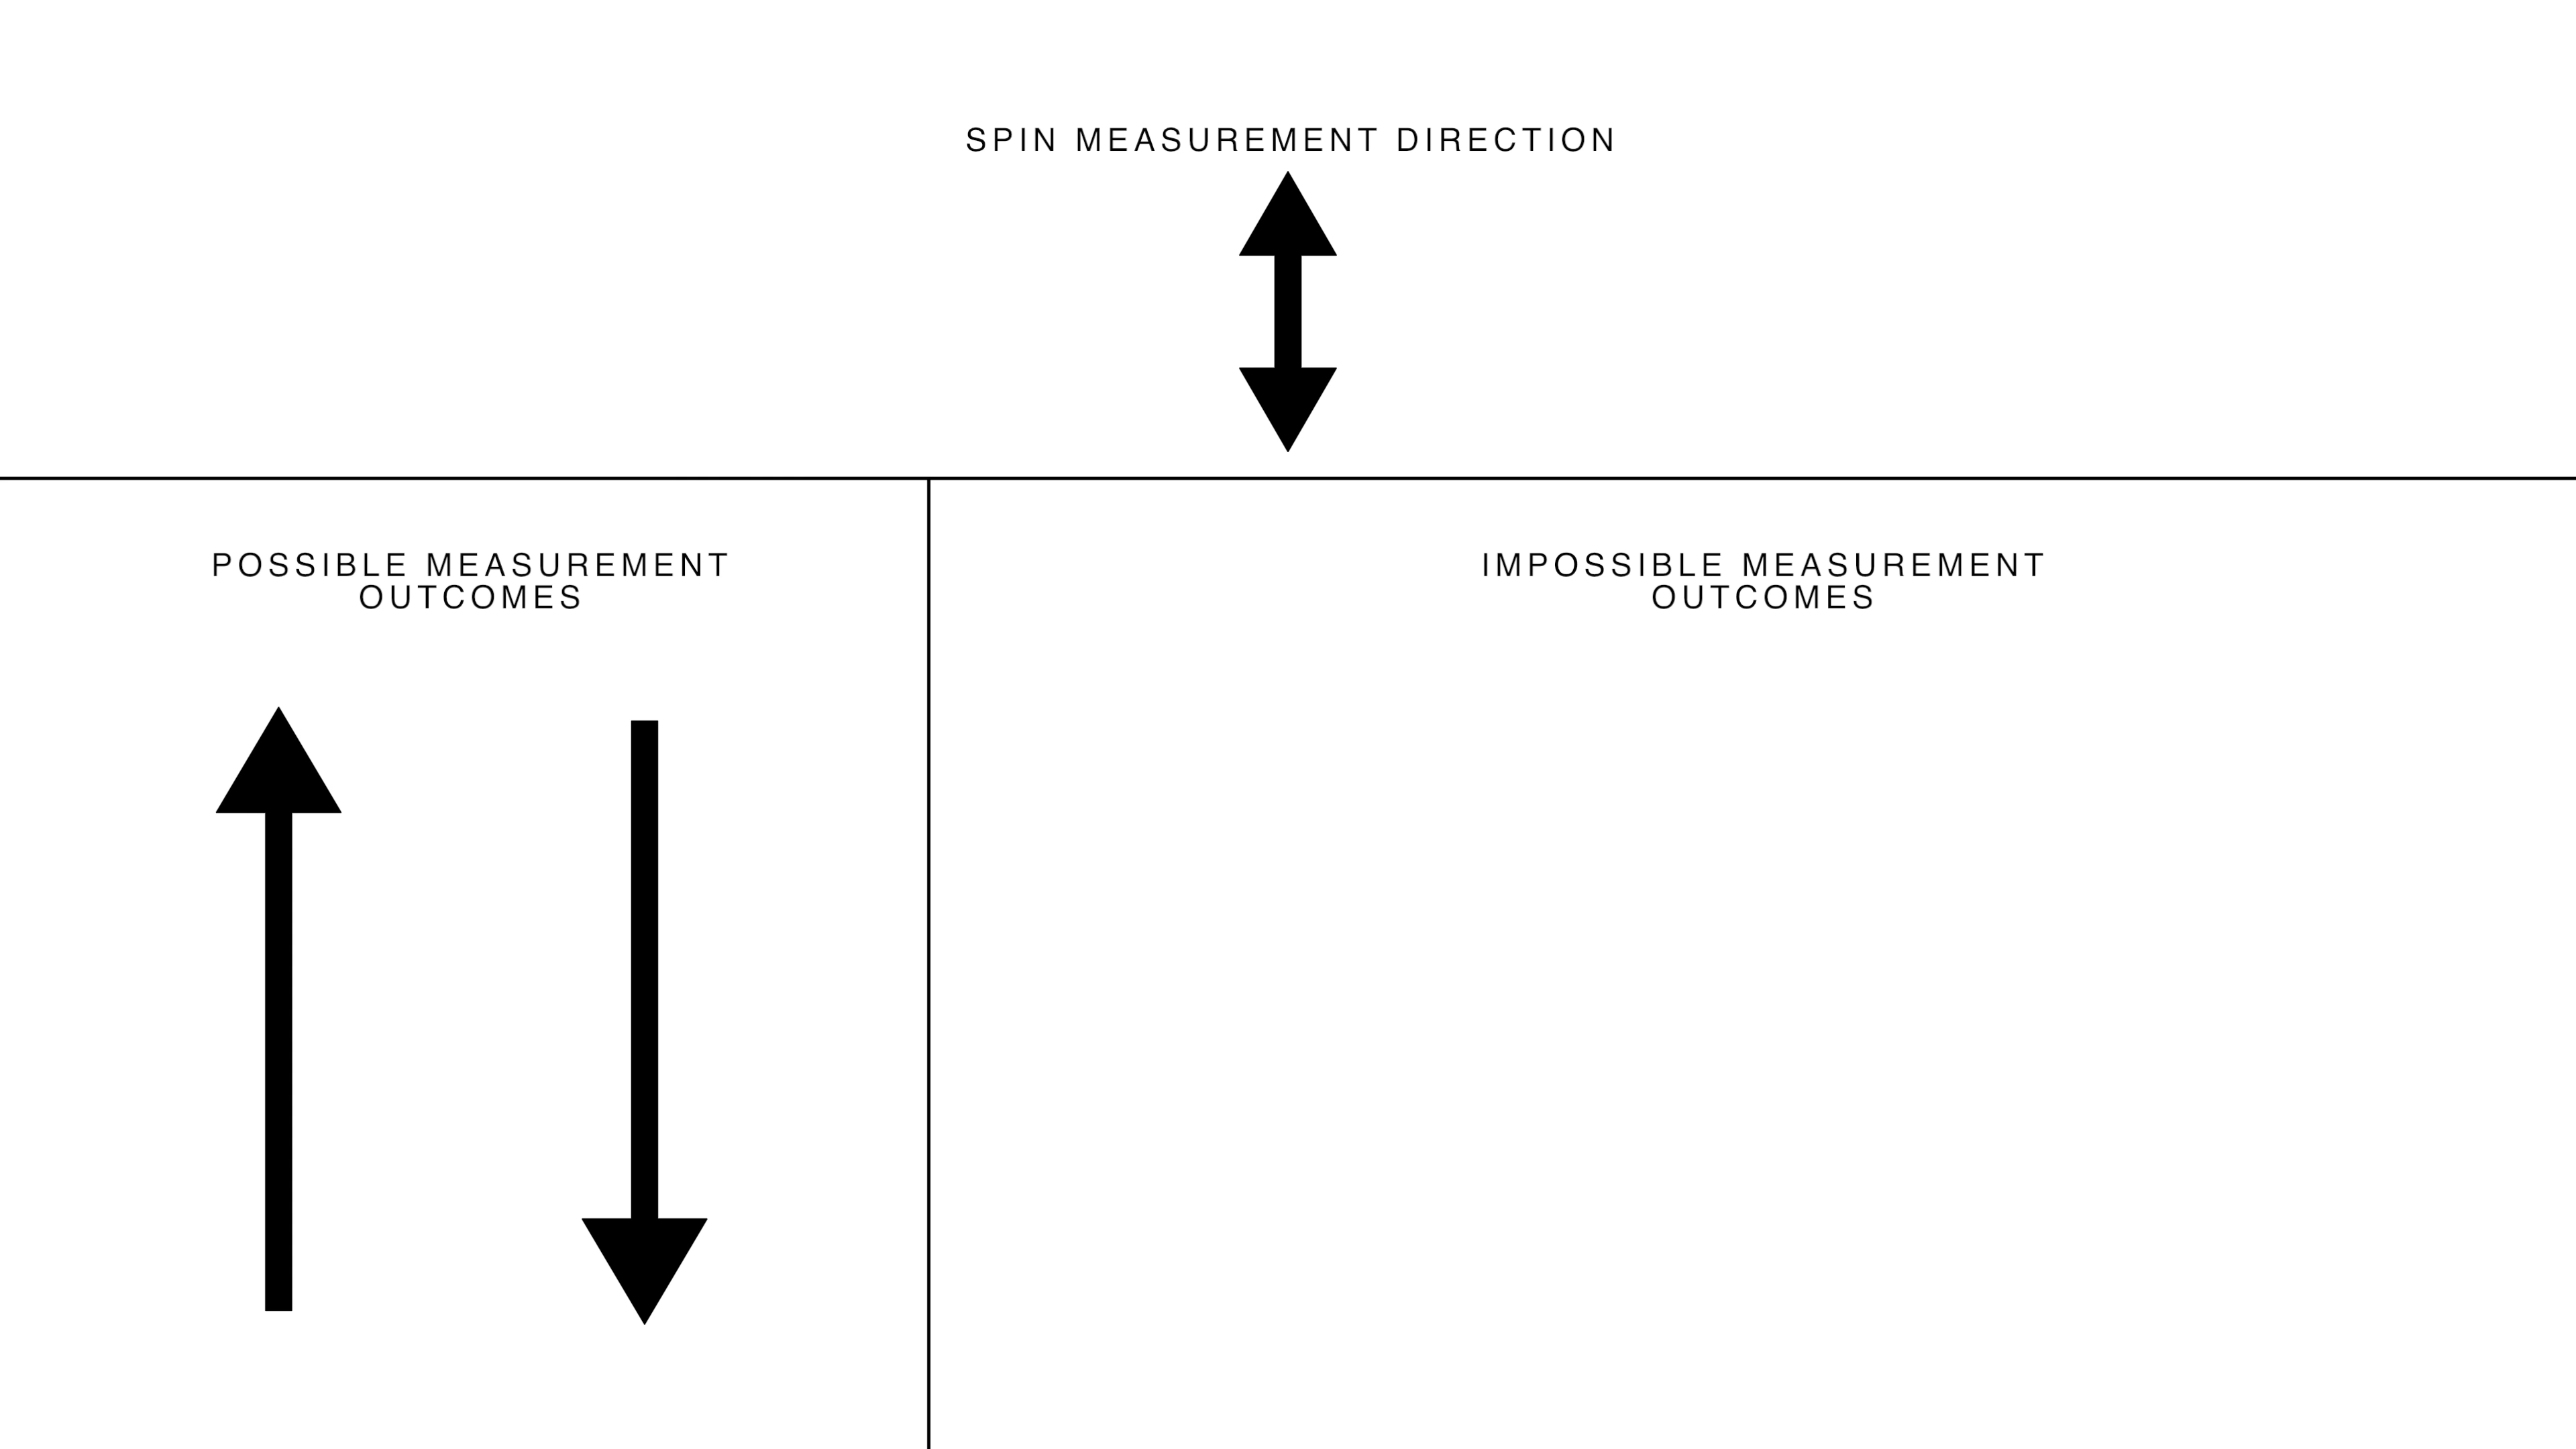 SPIN MEASUREMENT DIRECTION
POSSIBLE MEASUREMENT
OUTCOMES
IMPOSSIBLE MEASUREMENT
OUTCOMES